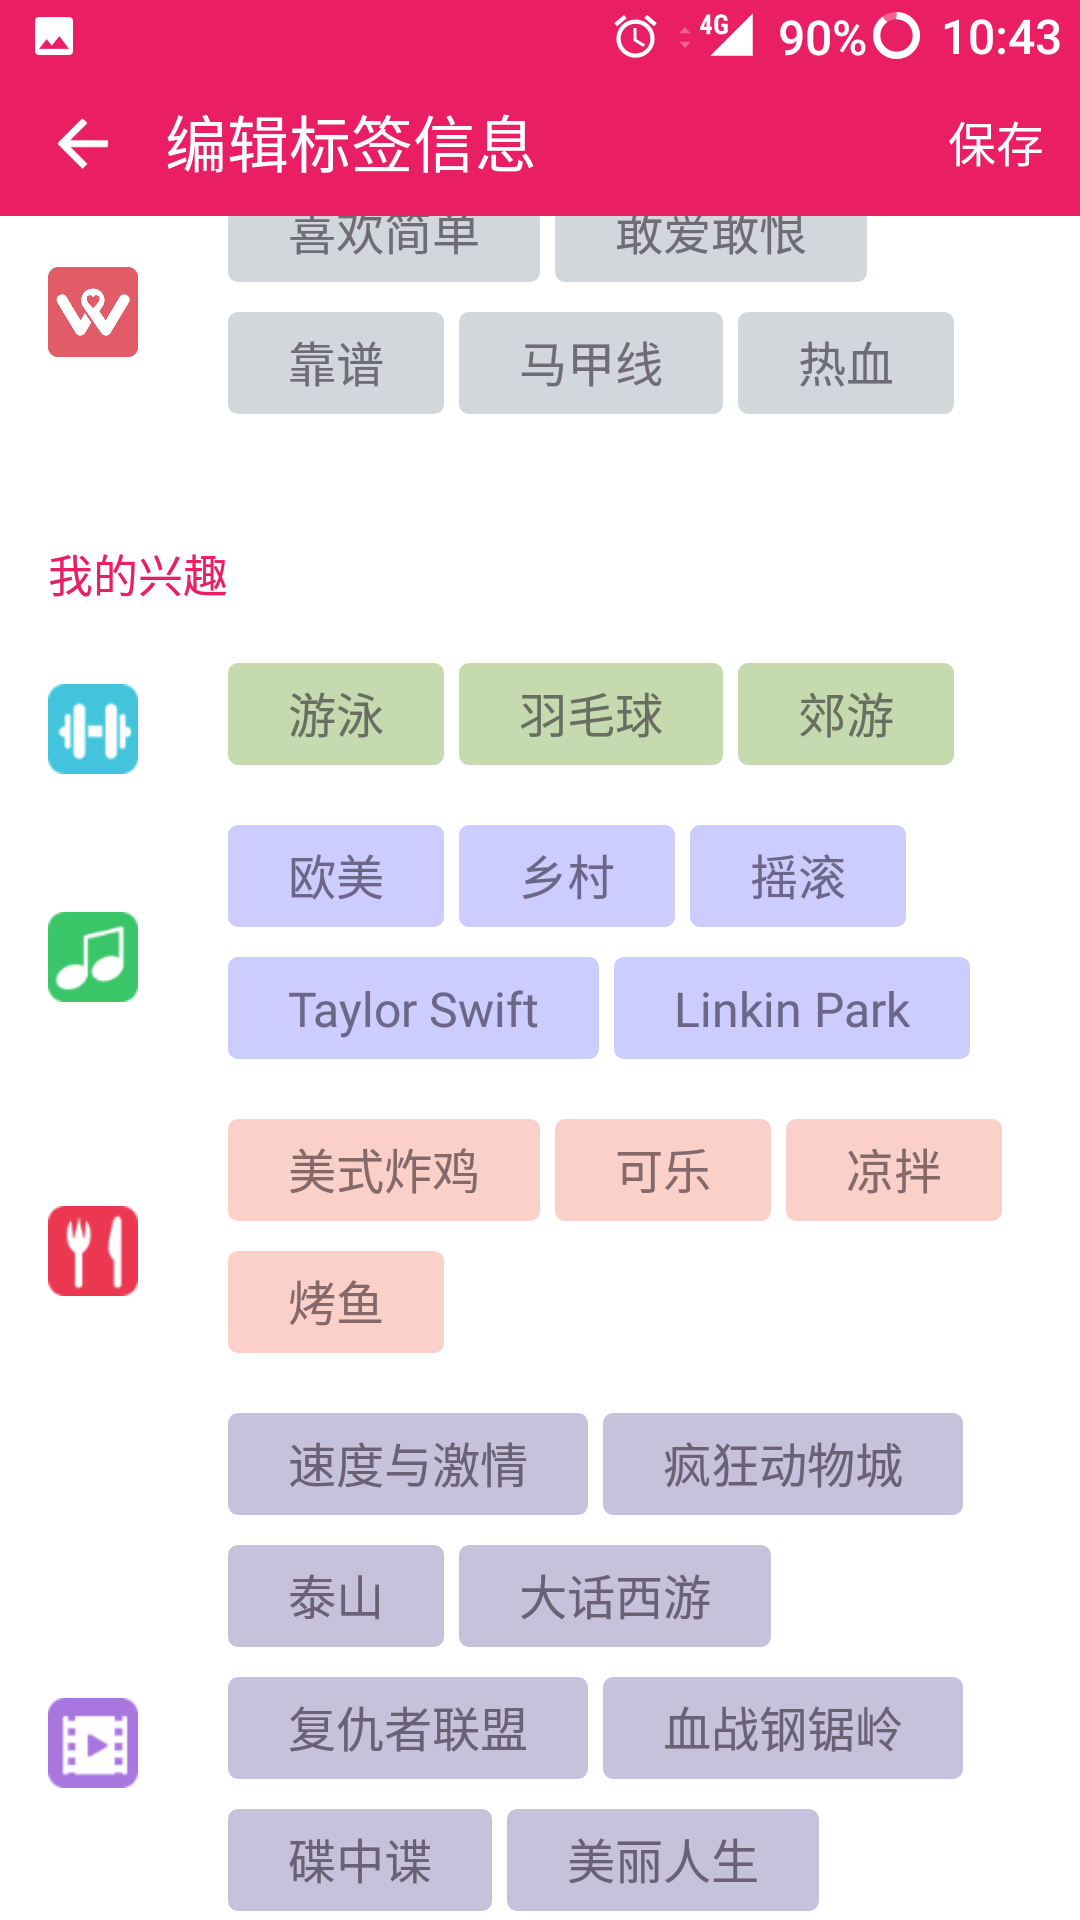 4G 90% 10:43
编辑标签信息 保存
喜欢简单 敢爱敢恨
靠谱 马甲线 热血
我的兴趣
游泳 羽毛球 郊游
欧美 乡村 摇滚
Taylor Swift Linkin Park
美式炸鸡 可乐 凉拌
烤鱼
速度与激情 疯狂动物城
泰山 大话西游
复仇者联盟 血战钢锯岭
碟中谍 美丽人生